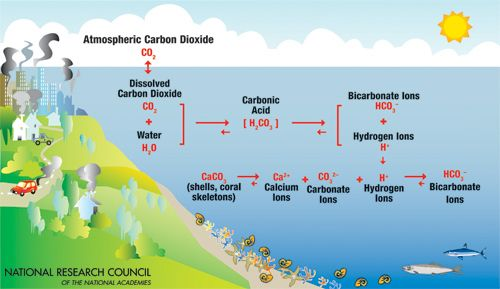 Atmospheric Carbon Dioxide
CO₂
Dissolved
Carbon Dioxide
CO₂
+
Water
H₂O
Carbonic
Acid
[ H₂CO₃ ]
Bicarbonate Ions
HCO₃⁻
+
Hydrogen Ions
H⁺
CaCO₃
(shells, coral
skeletons)
Ca²⁺
Calcium
Ions
+
CO₃²⁻
Carbonate
Ions
+
H⁺
Hydrogen
Ions
HCO₃⁻
Bicarbonate
Ions
NATIONAL RESEARCH COUNCIL
OF THE NATIONAL ACADEMIES